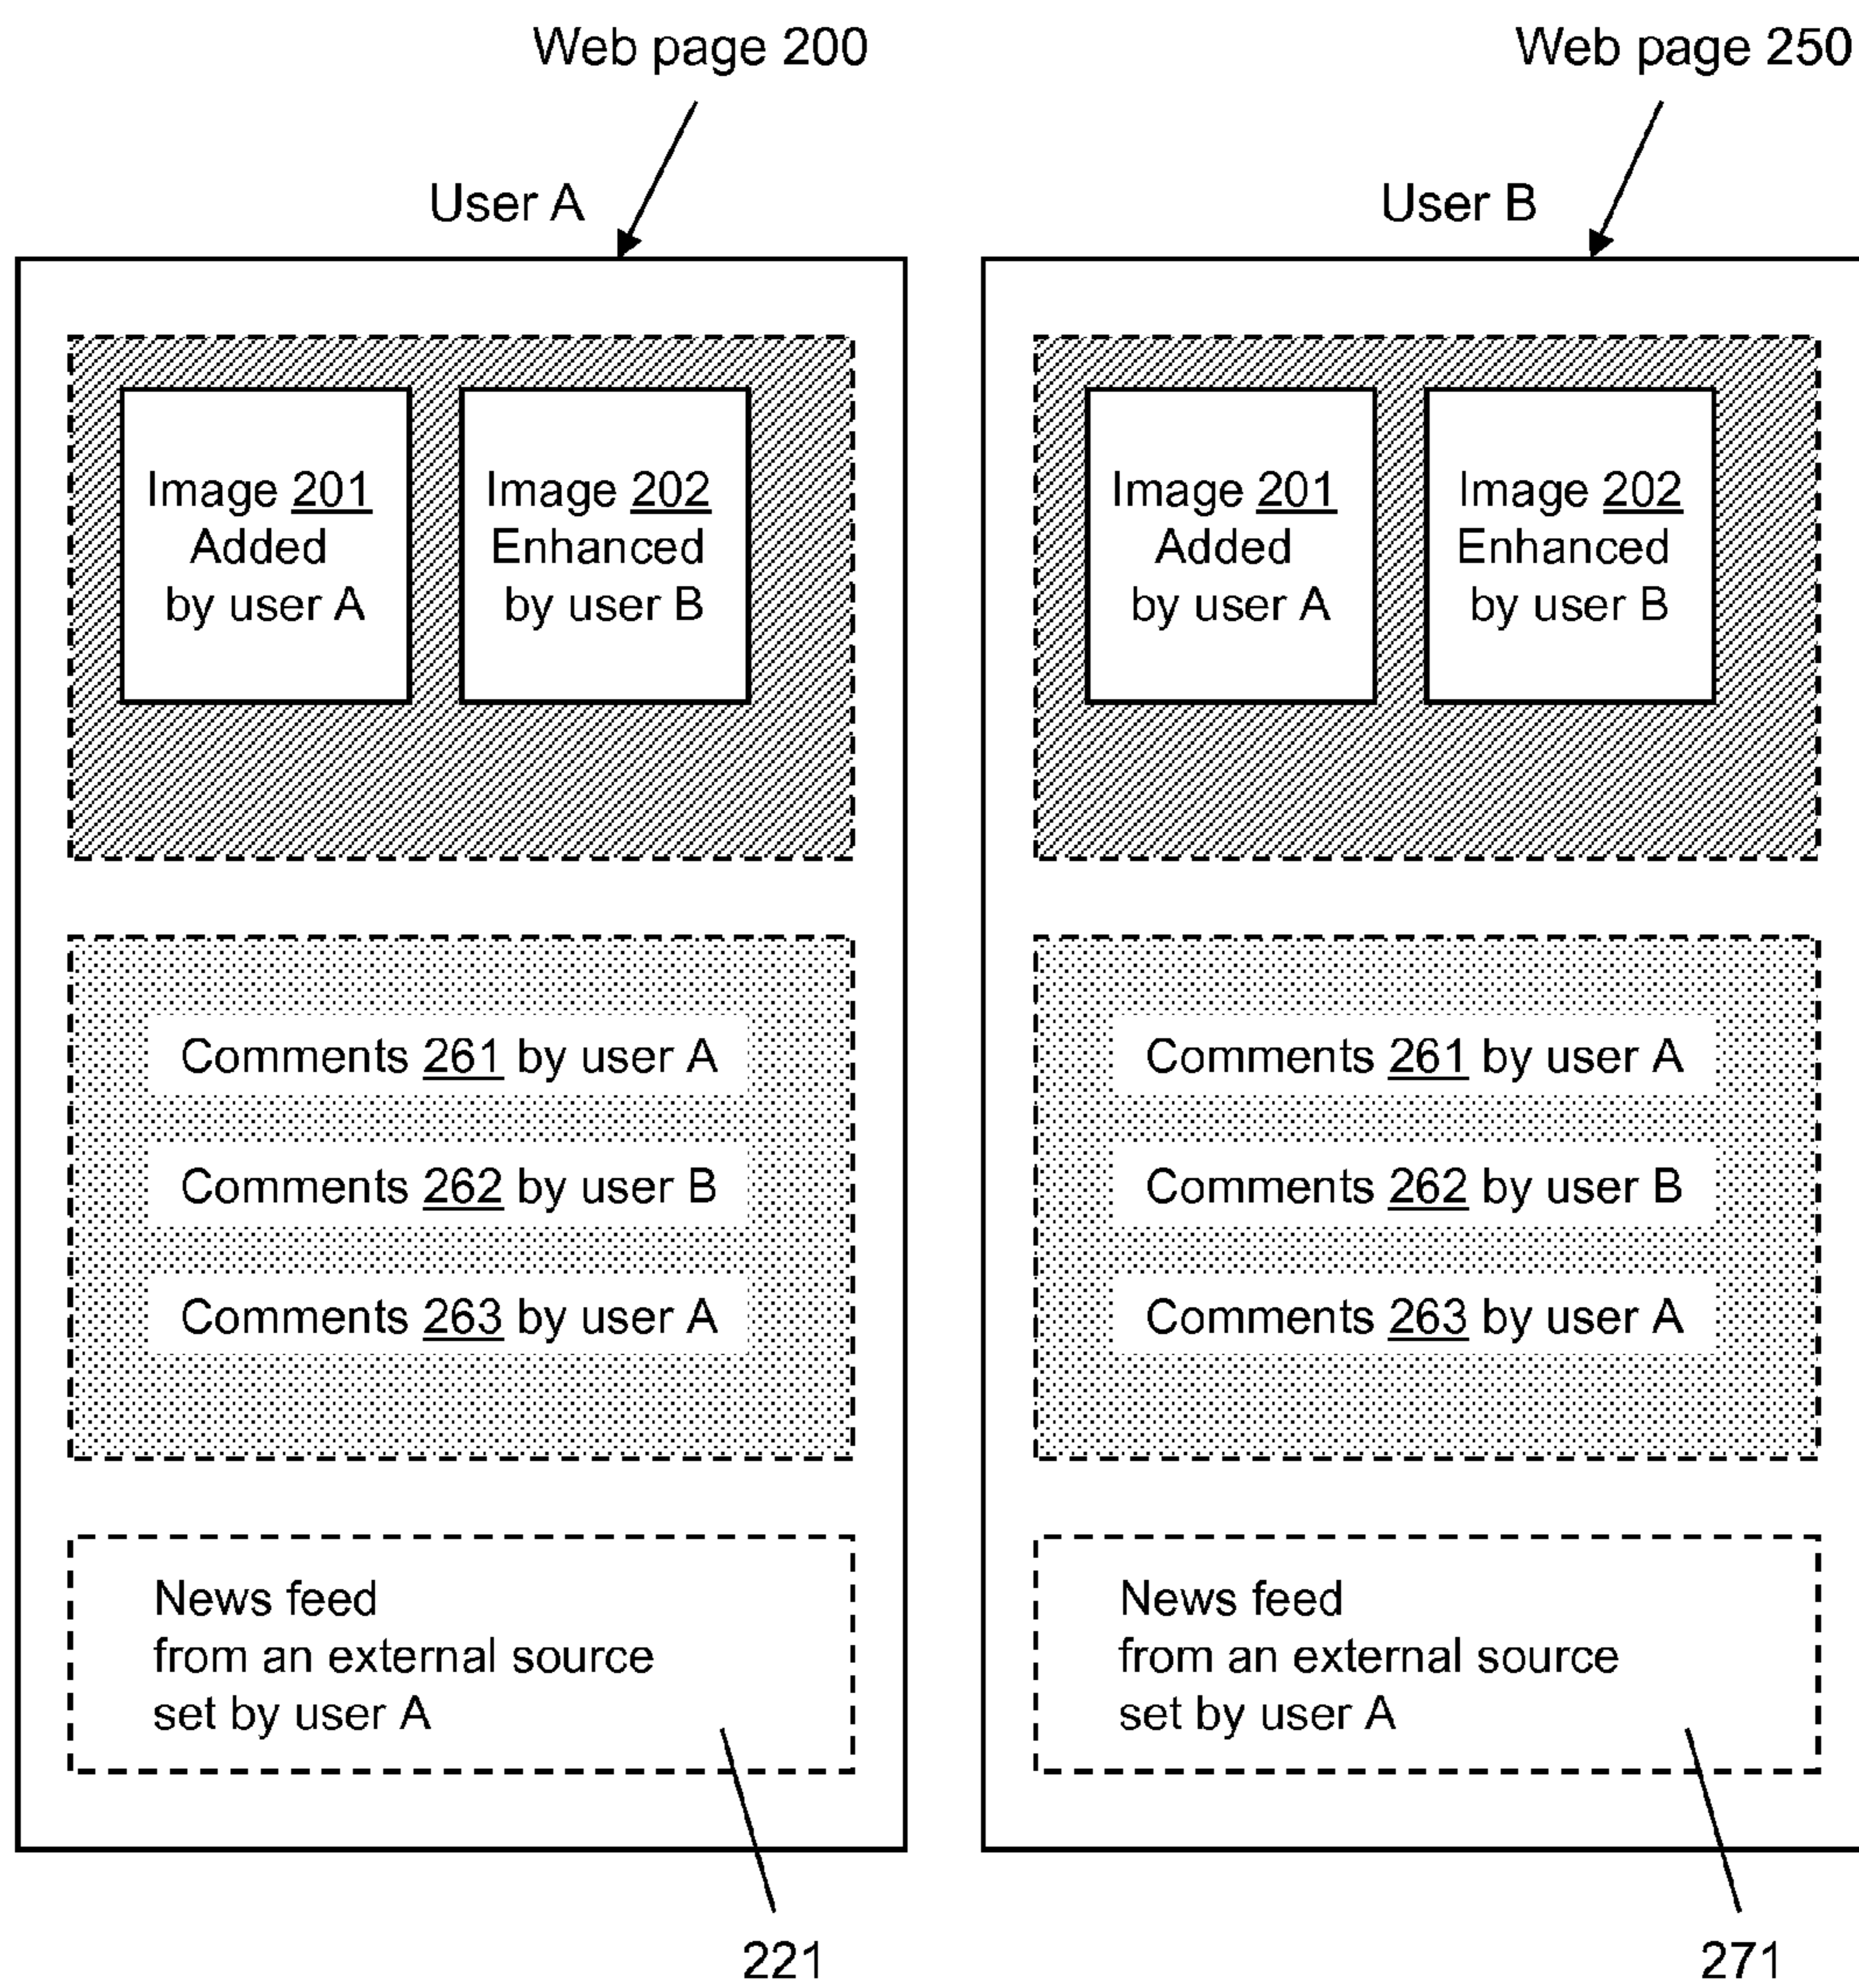 Web page 200
Web page 250
User A
User B
Image 201
Added
by user A
Image 202
Enhanced
by user B
Image 201
Added
by user A
Image 202
Enhanced
by user B
Comments 261 by user A
Comments 262 by user B
Comments 263 by user A
Comments 261 by user A
Comments 262 by user B
Comments 263 by user A
News feed
from an external source
set by user A
News feed
from an external source
set by user A
221
271